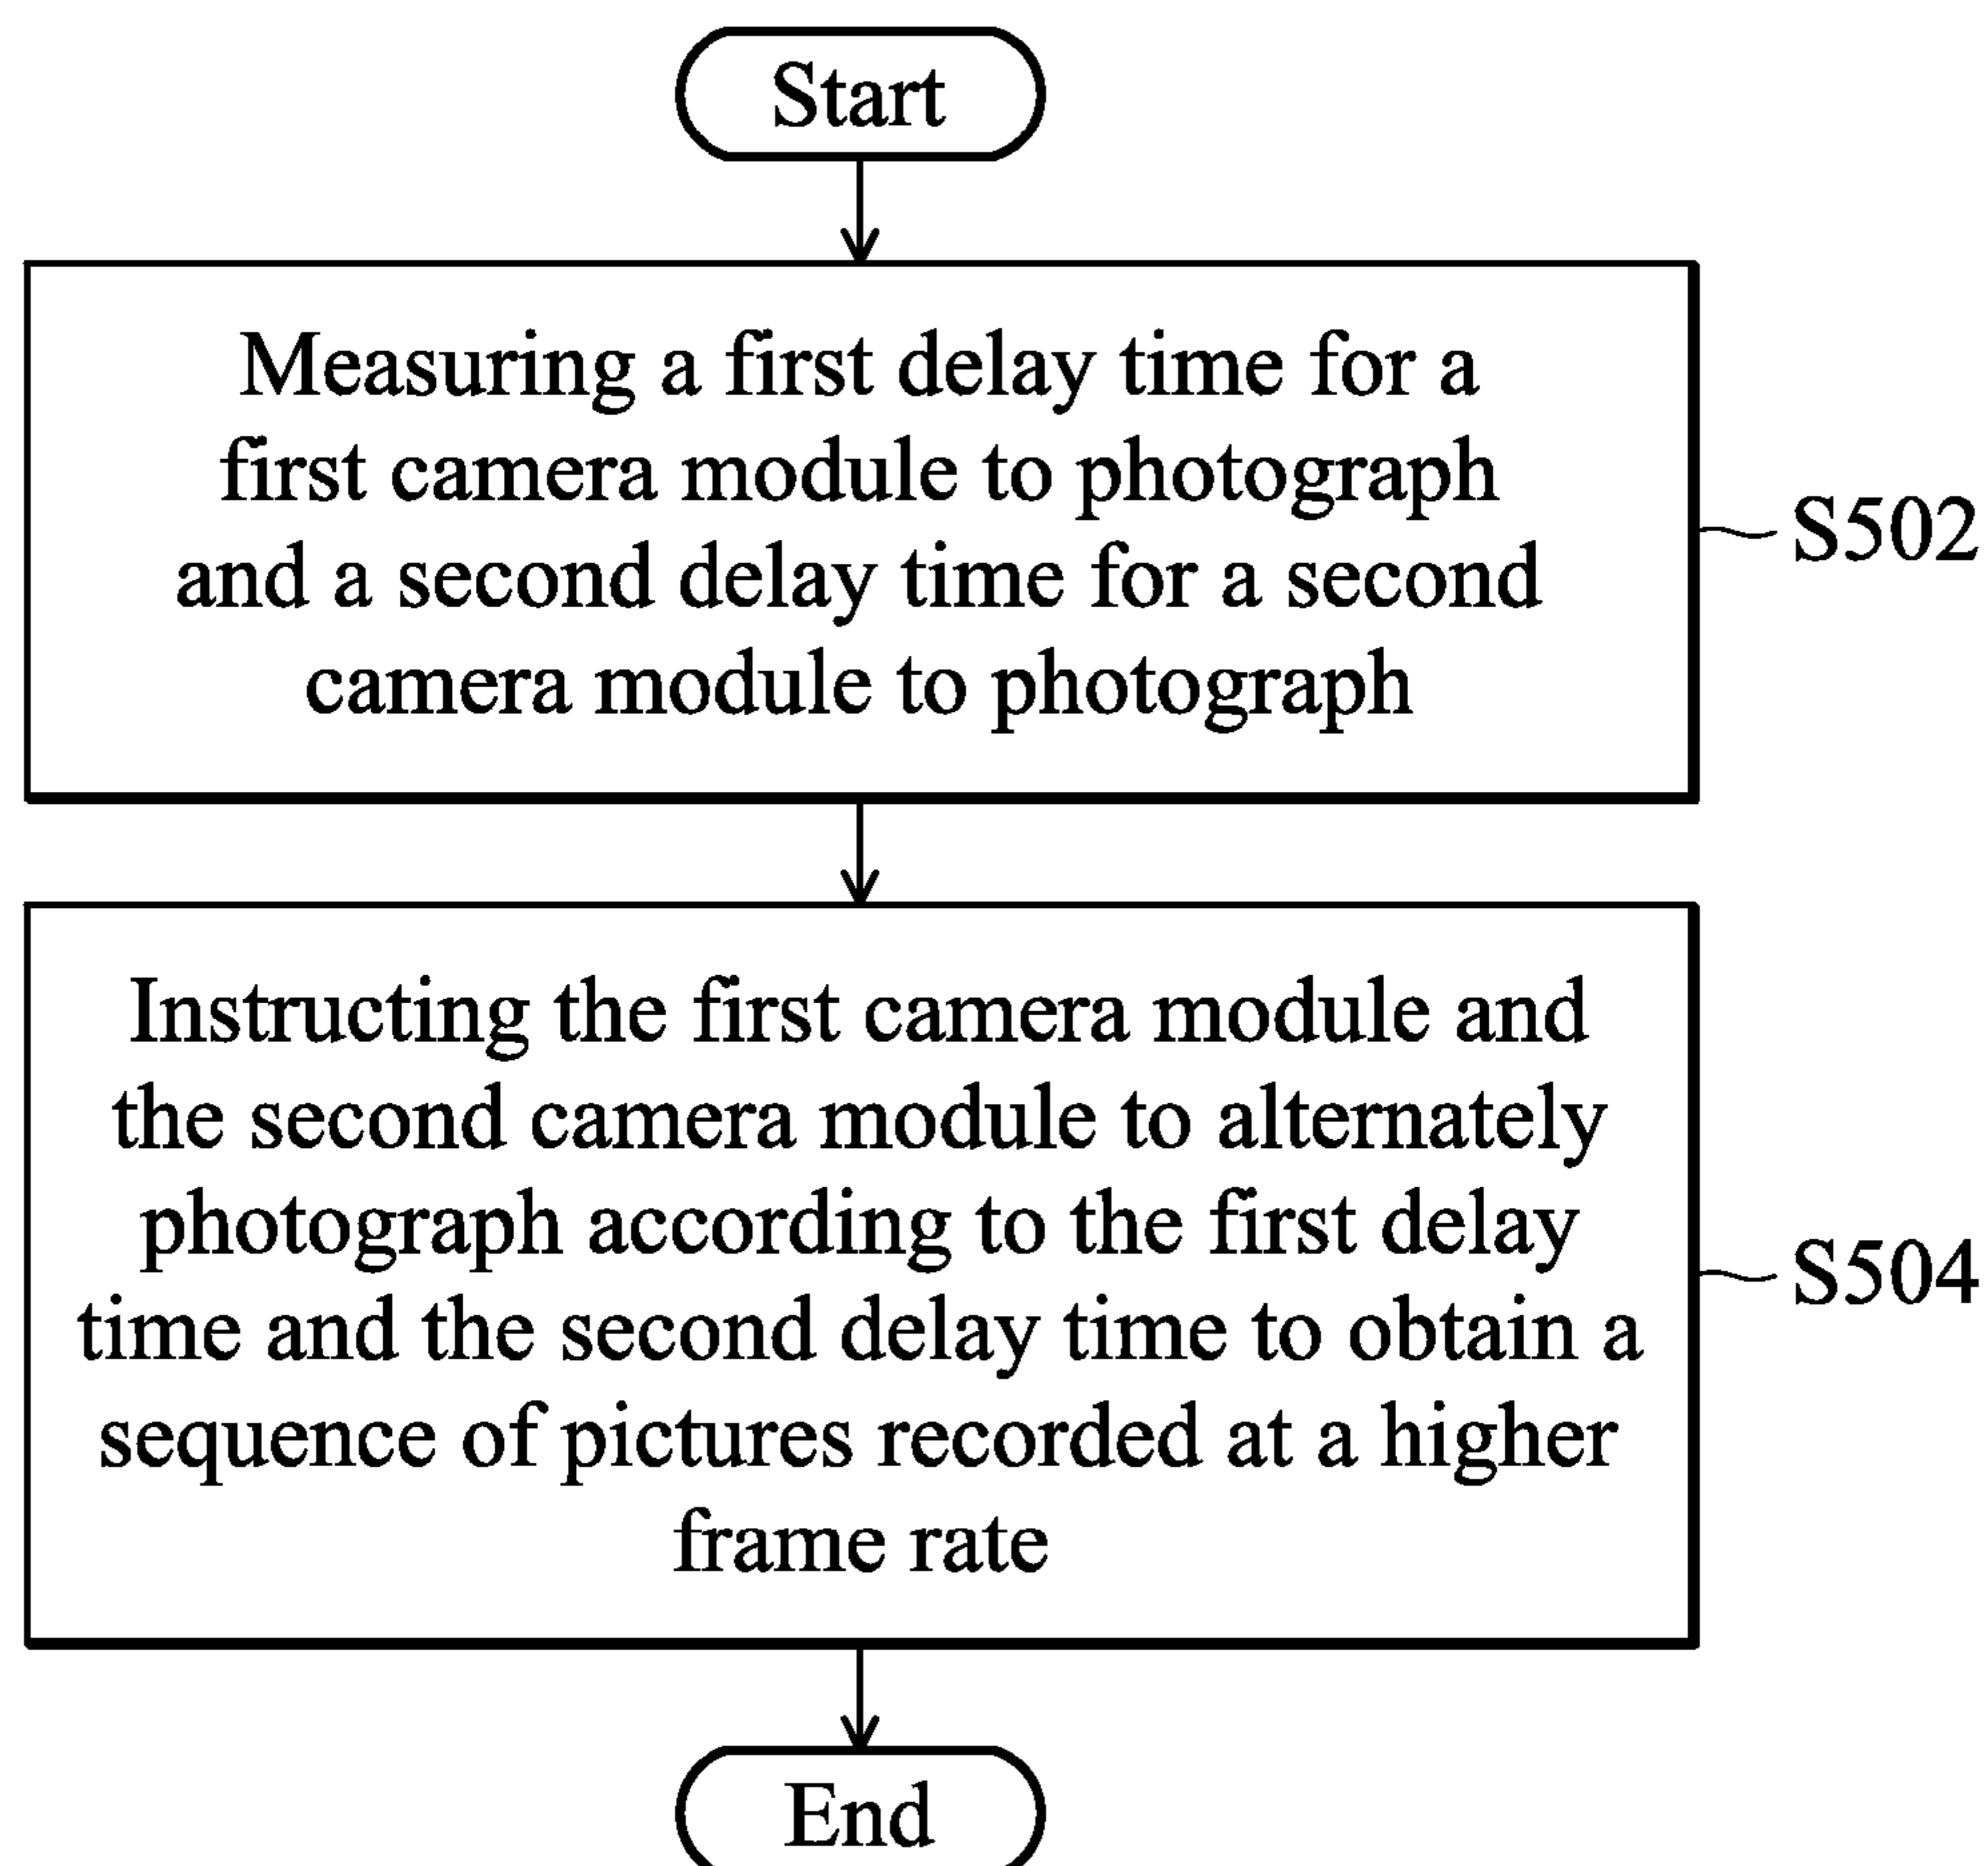 Start
Measuring a first delay time for a
first camera module to photograph
and a second delay time for a second
camera module to photograph
S502
Instructing the first camera module and
the second camera module to alternately
photograph according to the first delay
time and the second delay time to obtain a
sequence of pictures recorded at a higher
frame rate
S504
End